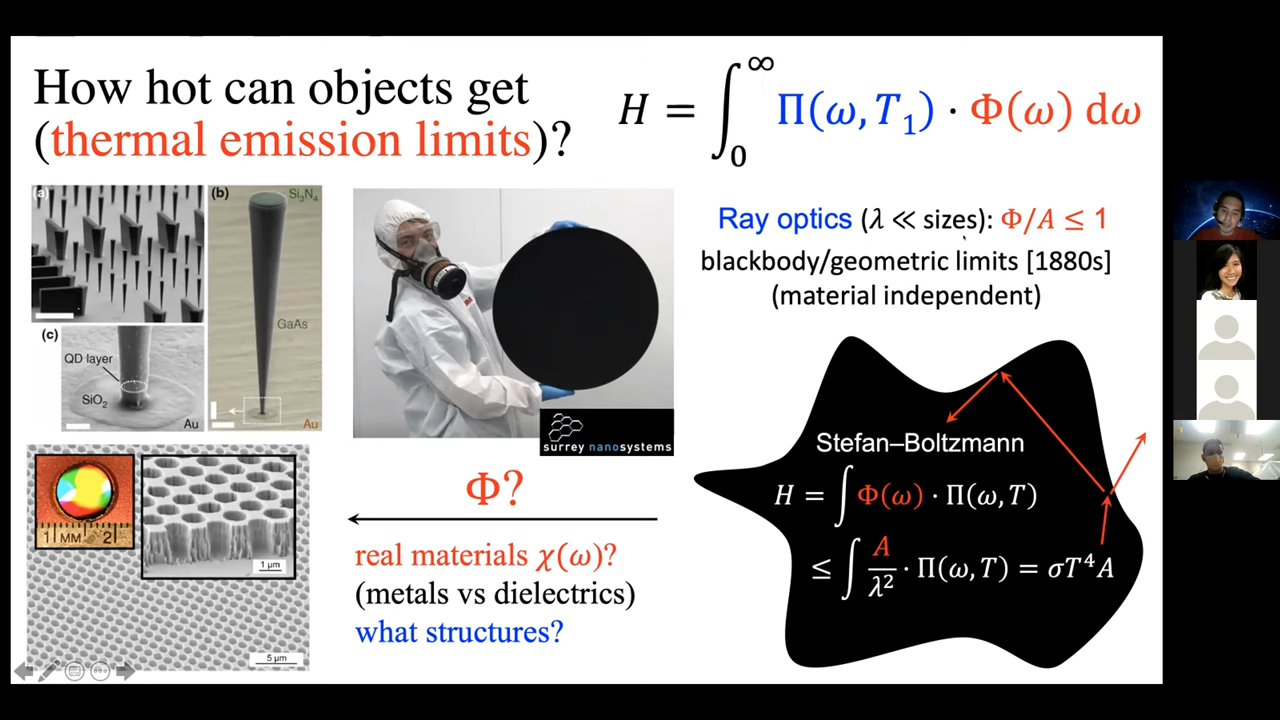 How hot can objects get
(thermal emission limits)?
H = ∫₀^∞ Π(ω, T₁) · Φ(ω) dω
(a)
(b)
Si₃N₄
GaAs
Au
(c)
QD layer
SiO₂
Au
surrey nanosystems
Ray optics (λ ≪ sizes): Φ/A ≤ 1
blackbody/geometric limits [1880s]
(material independent)
Stefan–Boltzmann
H = ∫ Φ(ω) · Π(ω, T)
≤ ∫ A/λ² · Π(ω, T) = σT⁴A
Φ?
real materials χ(ω)?
(metals vs dielectrics)
what structures?
1 MM 2
1 μm
5 μm